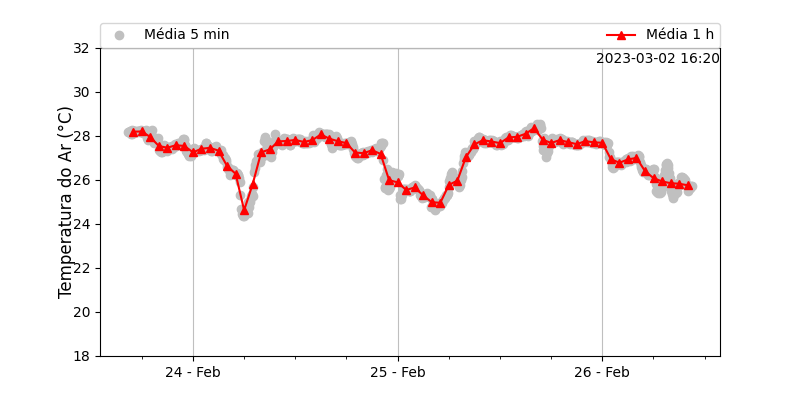 Média 5 min
Média 1 h
2023-03-02 16:20
Temperatura do Ar (°C)
32
30
28
26
24
22
20
18
24 - Feb
25 - Feb
26 - Feb